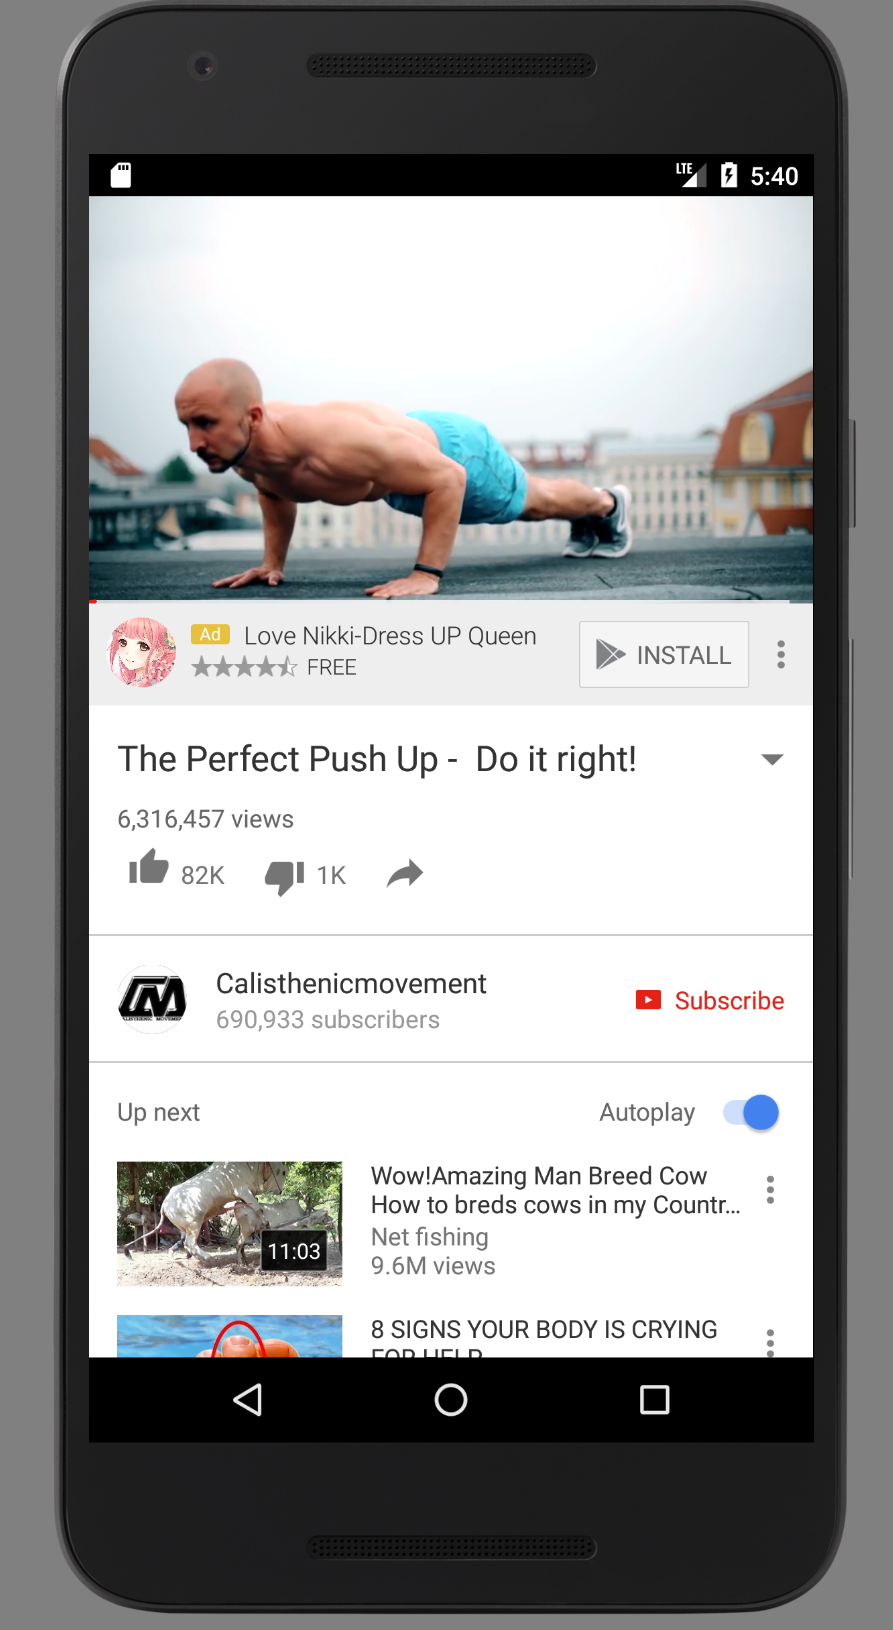 LTE 5:40
Ad Love Nikki-Dress UP Queen
FREE
INSTALL
The Perfect Push Up -  Do it right!
6,316,457 views
82K 1K
Calisthenicmovement
690,933 subscribers
Subscribe
Up next Autoplay
11:03
Wow!Amazing Man Breed Cow
How to breds cows in my Countr...
Net fishing
9.6M views
8 SIGNS YOUR BODY IS CRYING
FOR HELP